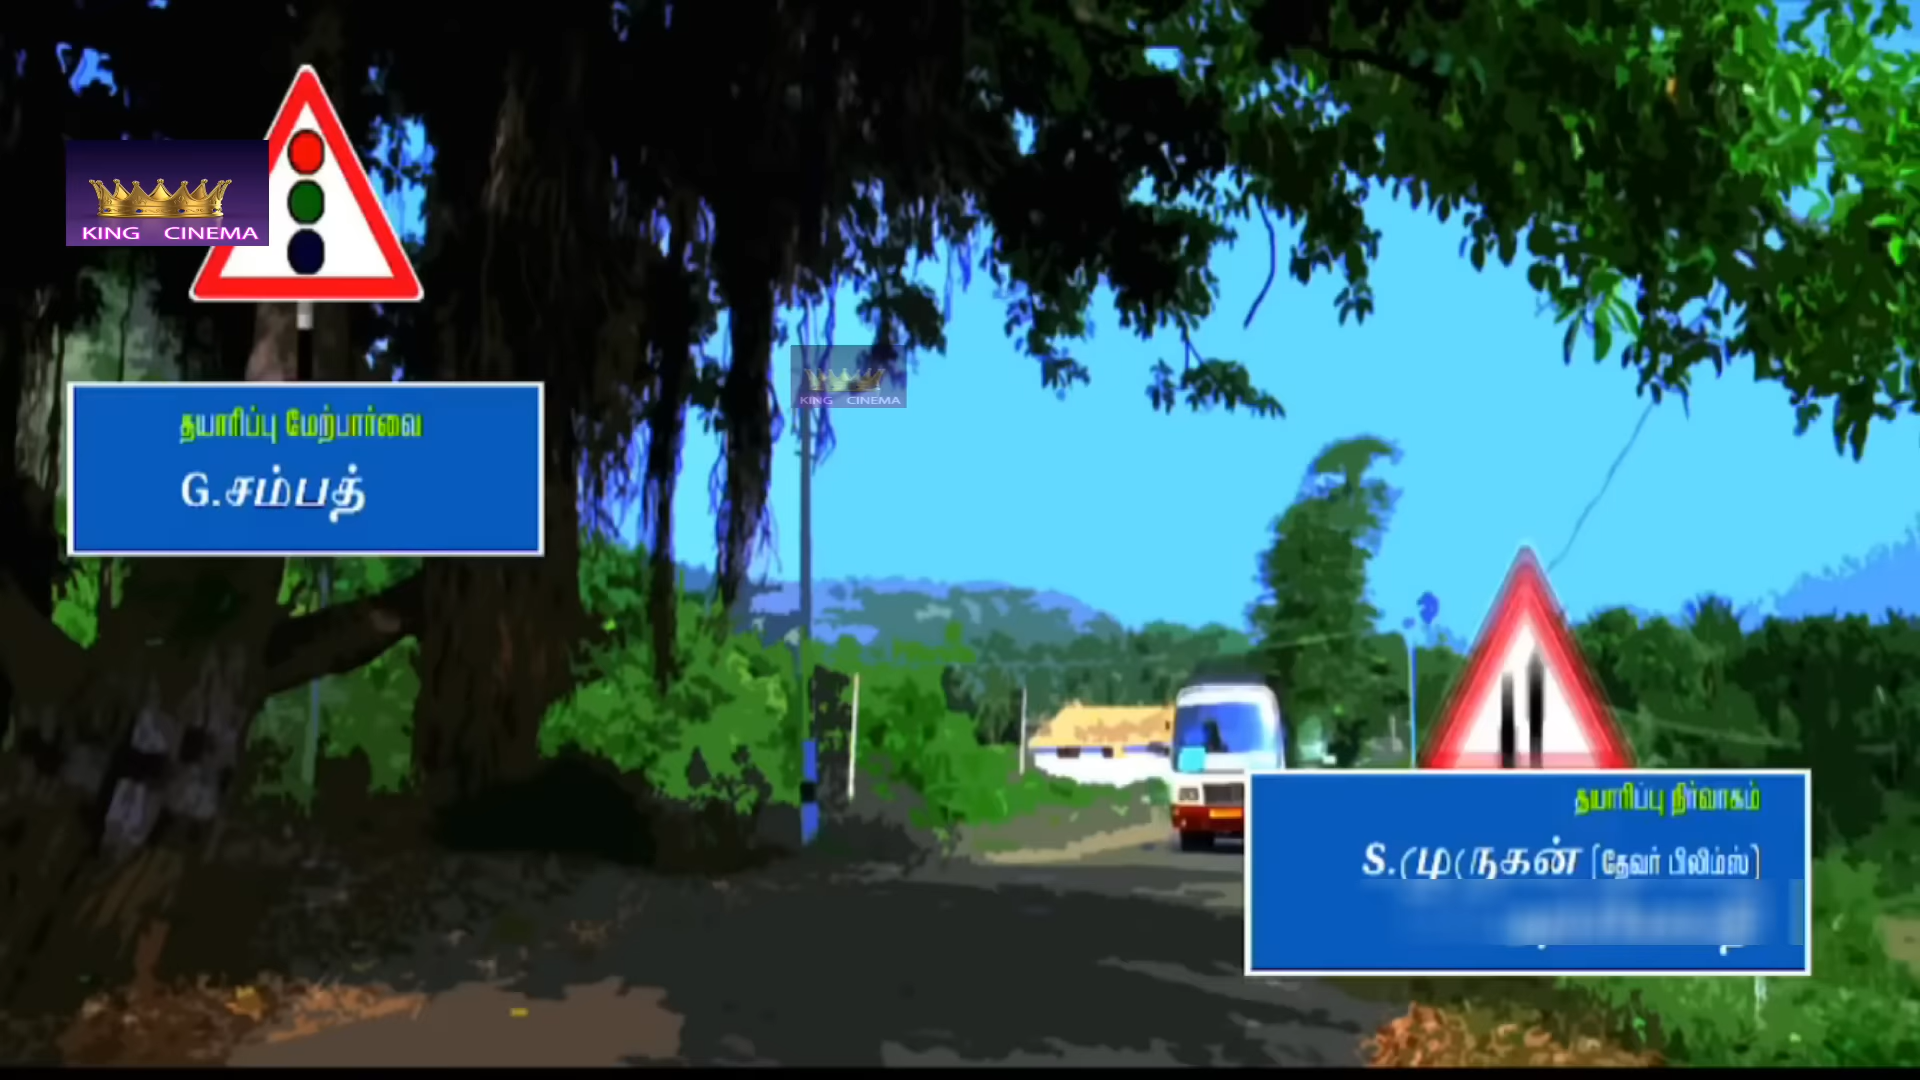 KING CINEMA
தயாரிப்பு மேற்பார்வை
G.சம்பத்
KING CINEMA
தயாரிப்பு நிர்வாகம்
S.முருகன் [தேவர் பிலிம்ஸ்]